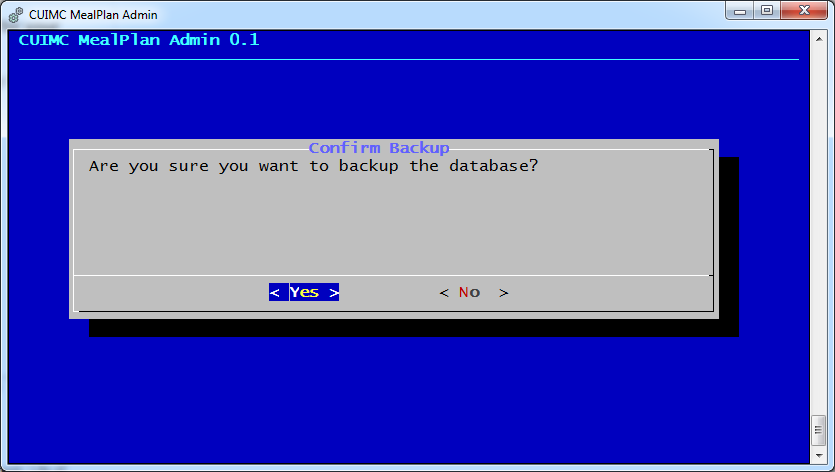 CUIMC MealPlan Admin
CUIMC MealPlan Admin 0.1
Confirm Backup
Are you sure you want to backup the database?
< Yes > < No >